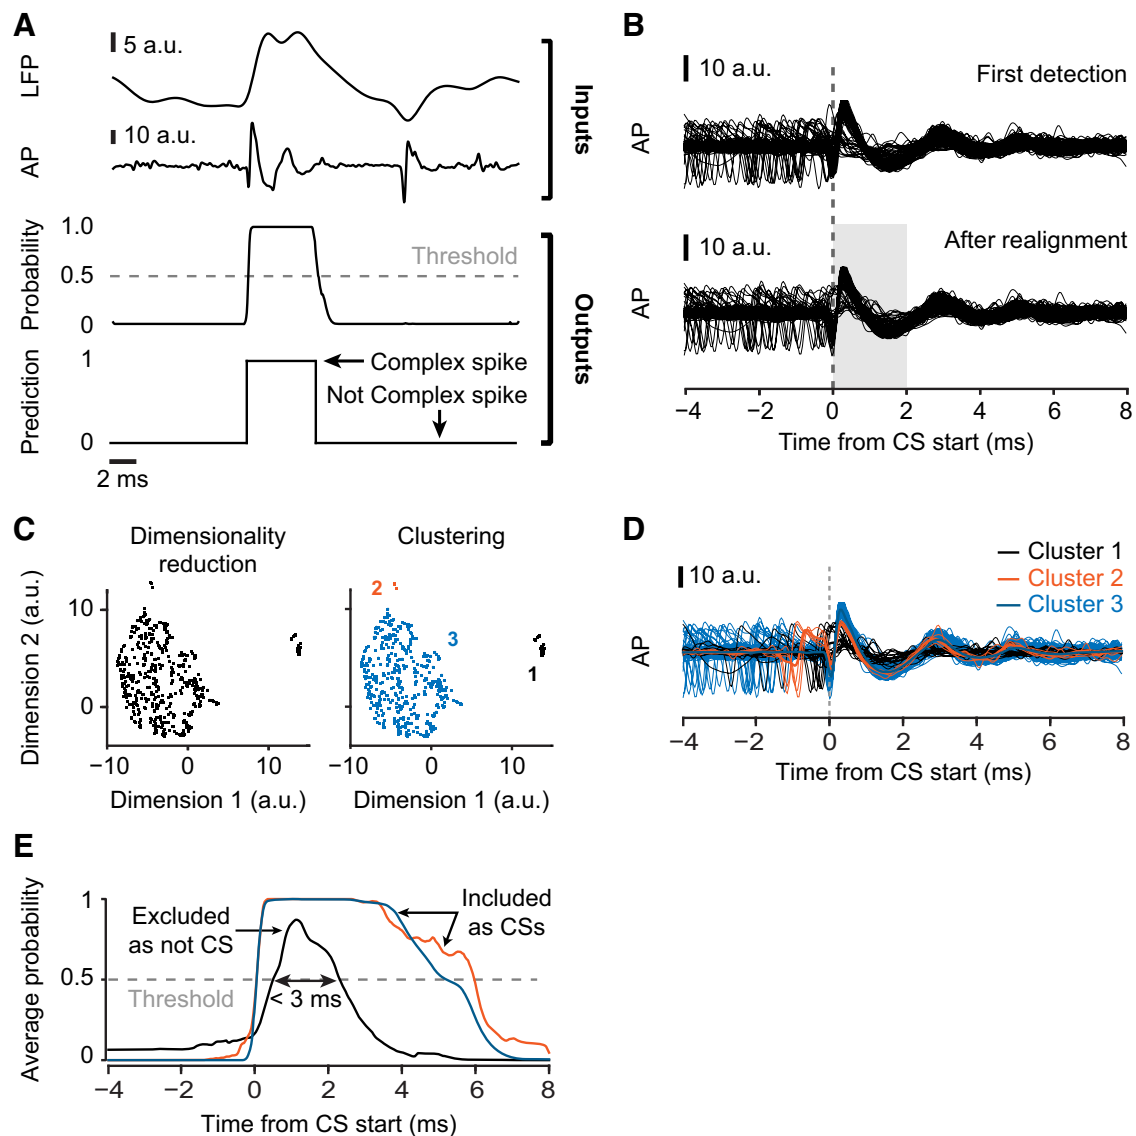 A
LFP
5 a.u.
AP
10 a.u.
Inputs
Probability
1.0
0.5
0
Threshold
Prediction
1
0
Complex spike
Not Complex spike
Outputs
2 ms
B
10 a.u.
First detection
AP
10 a.u.
After realignment
AP
−4 −2 0 2 4 6 8
Time from CS start (ms)
C
Dimensionality
reduction
Clustering
Dimension 2 (a.u.)
10
0
2
3
1
−10 0 10
−10 0 10
Dimension 1 (a.u.)
Dimension 1 (a.u.)
D
10 a.u.
Cluster 1
Cluster 2
Cluster 3
AP
−4 −2 0 2 4 6 8
Time from CS start (ms)
E
Average probability
1
0.5
0
Excluded
as not CS
Included
as CSs
Threshold
< 3 ms
−4 −2 0 2 4 6 8
Time from CS start (ms)